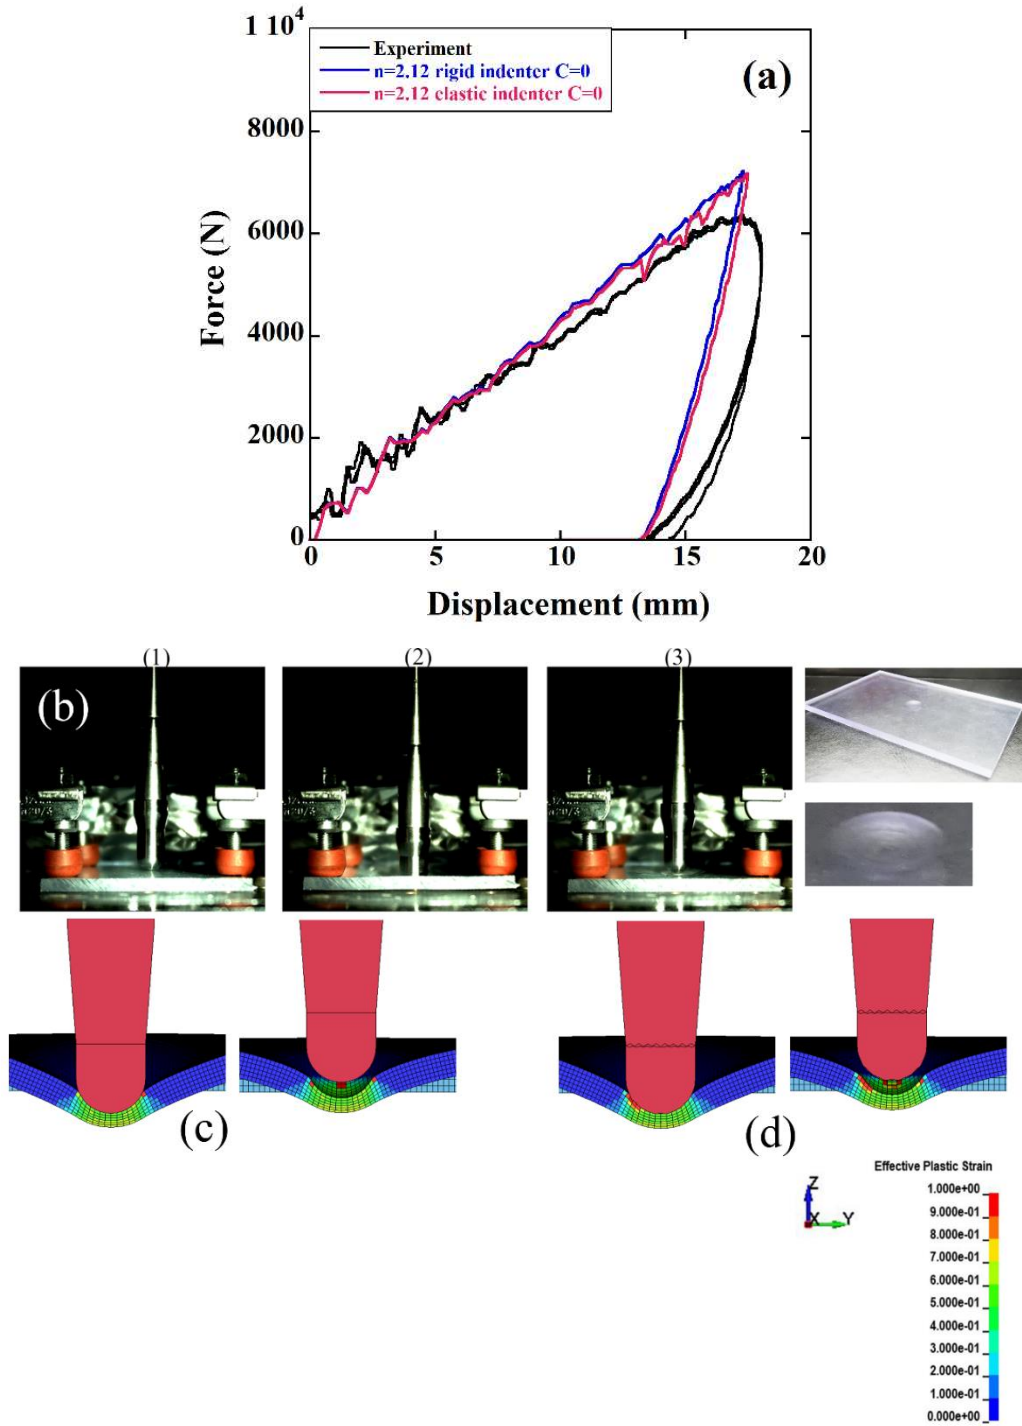 1 10⁴
Experiment
n=2.12 rigid indenter C=0
n=2.12 elastic indenter C=0
(a)
8000
6000
4000
2000
0
Force (N)
0
5
10
15
20
Displacement (mm)
(1)
(2)
(3)
(b)
(c)
(d)
Effective Plastic Strain
Z
X
Y
1.000e+00
9.000e-01
8.000e-01
7.000e-01
6.000e-01
5.000e-01
4.000e-01
3.000e-01
2.000e-01
1.000e-01
0.000e+00